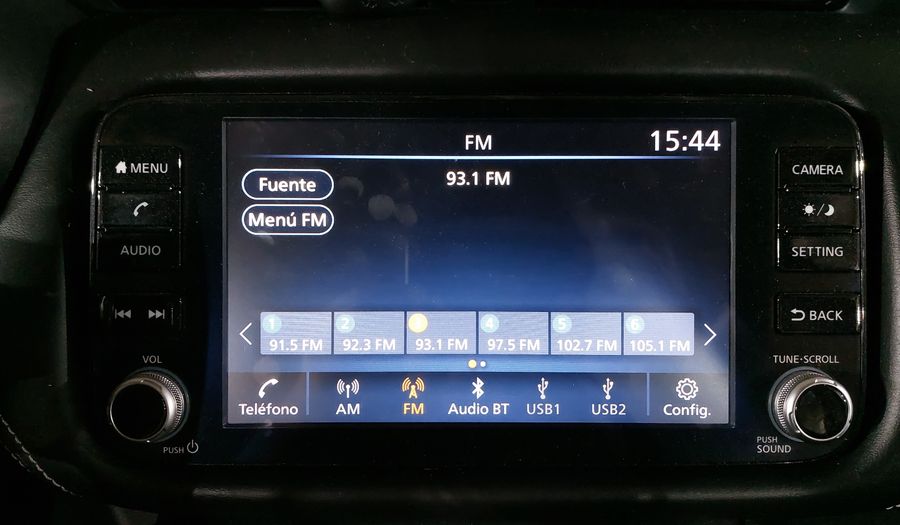 FM
15:44
93.1 FM
Fuente
Menú FM
1 2 3 4 5 6
91.5 FM 92.3 FM 93.1 FM 97.5 FM 102.7 FM 105.1 FM
Teléfono AM FM Audio BT USB1 USB2 Config.
MENU
AUDIO
VOL
PUSH
CAMERA
SETTING
BACK
TUNE·SCROLL
PUSH
SOUND